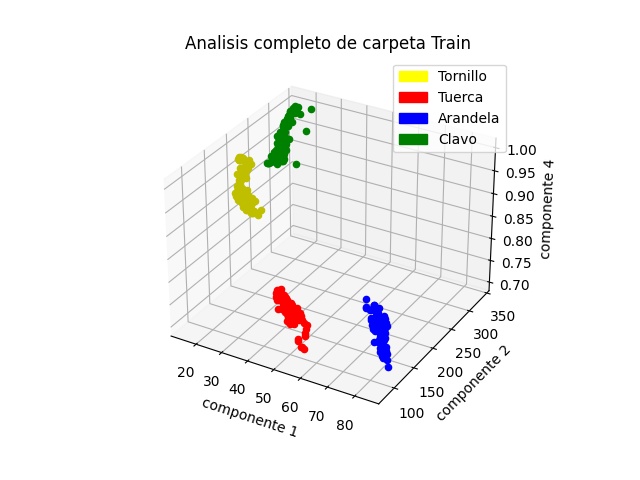 Analisis completo de carpeta Train
Tornillo
Tuerca
Arandela
Clavo
1.00
0.95
0.90
0.85
0.80
0.75
0.70
componente 4
350
300
250
200
150
100
componente 2
20 30 40 50 60 70 80
componente 1